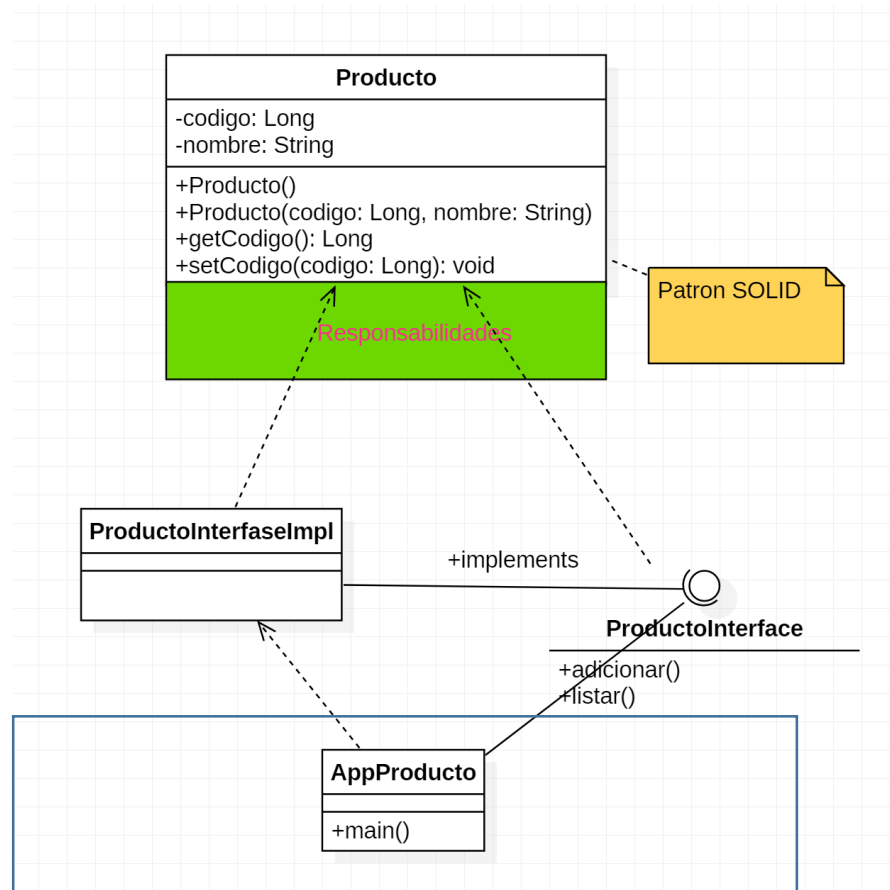 Producto
-codigo: Long
-nombre: String
+Producto()
+Producto(codigo: Long, nombre: String)
+getCodigo(): Long
+setCodigo(codigo: Long): void
Responsabilidades
Patron SOLID
ProductoInterfaseImpl
+implements
ProductoInterface
+adicionar()
+listar()
AppProducto
+main()